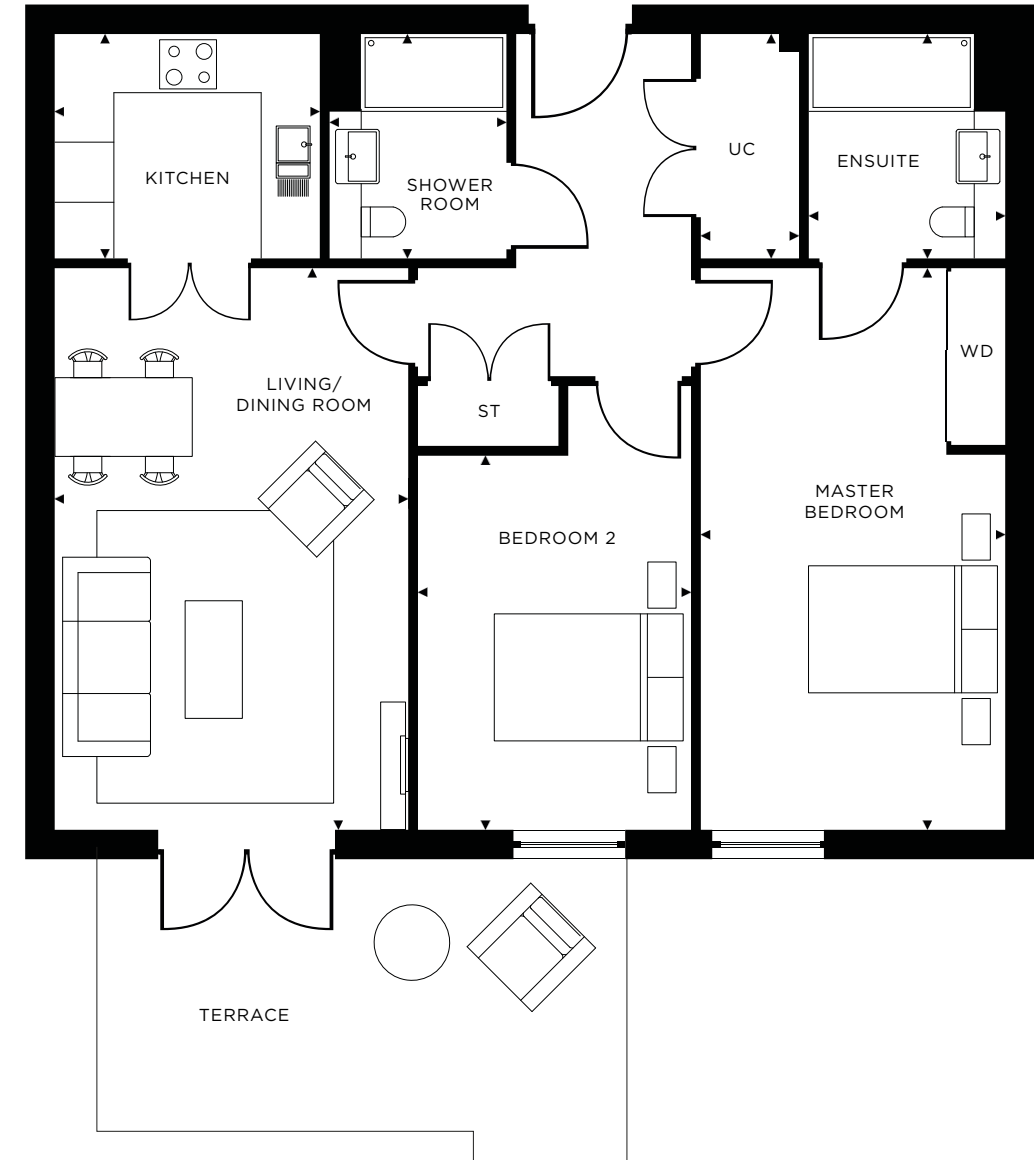 KITCHEN
SHOWER
ROOM
UC
ENSUITE
LIVING/
DINING ROOM
ST
WD
MASTER
BEDROOM
BEDROOM 2
TERRACE